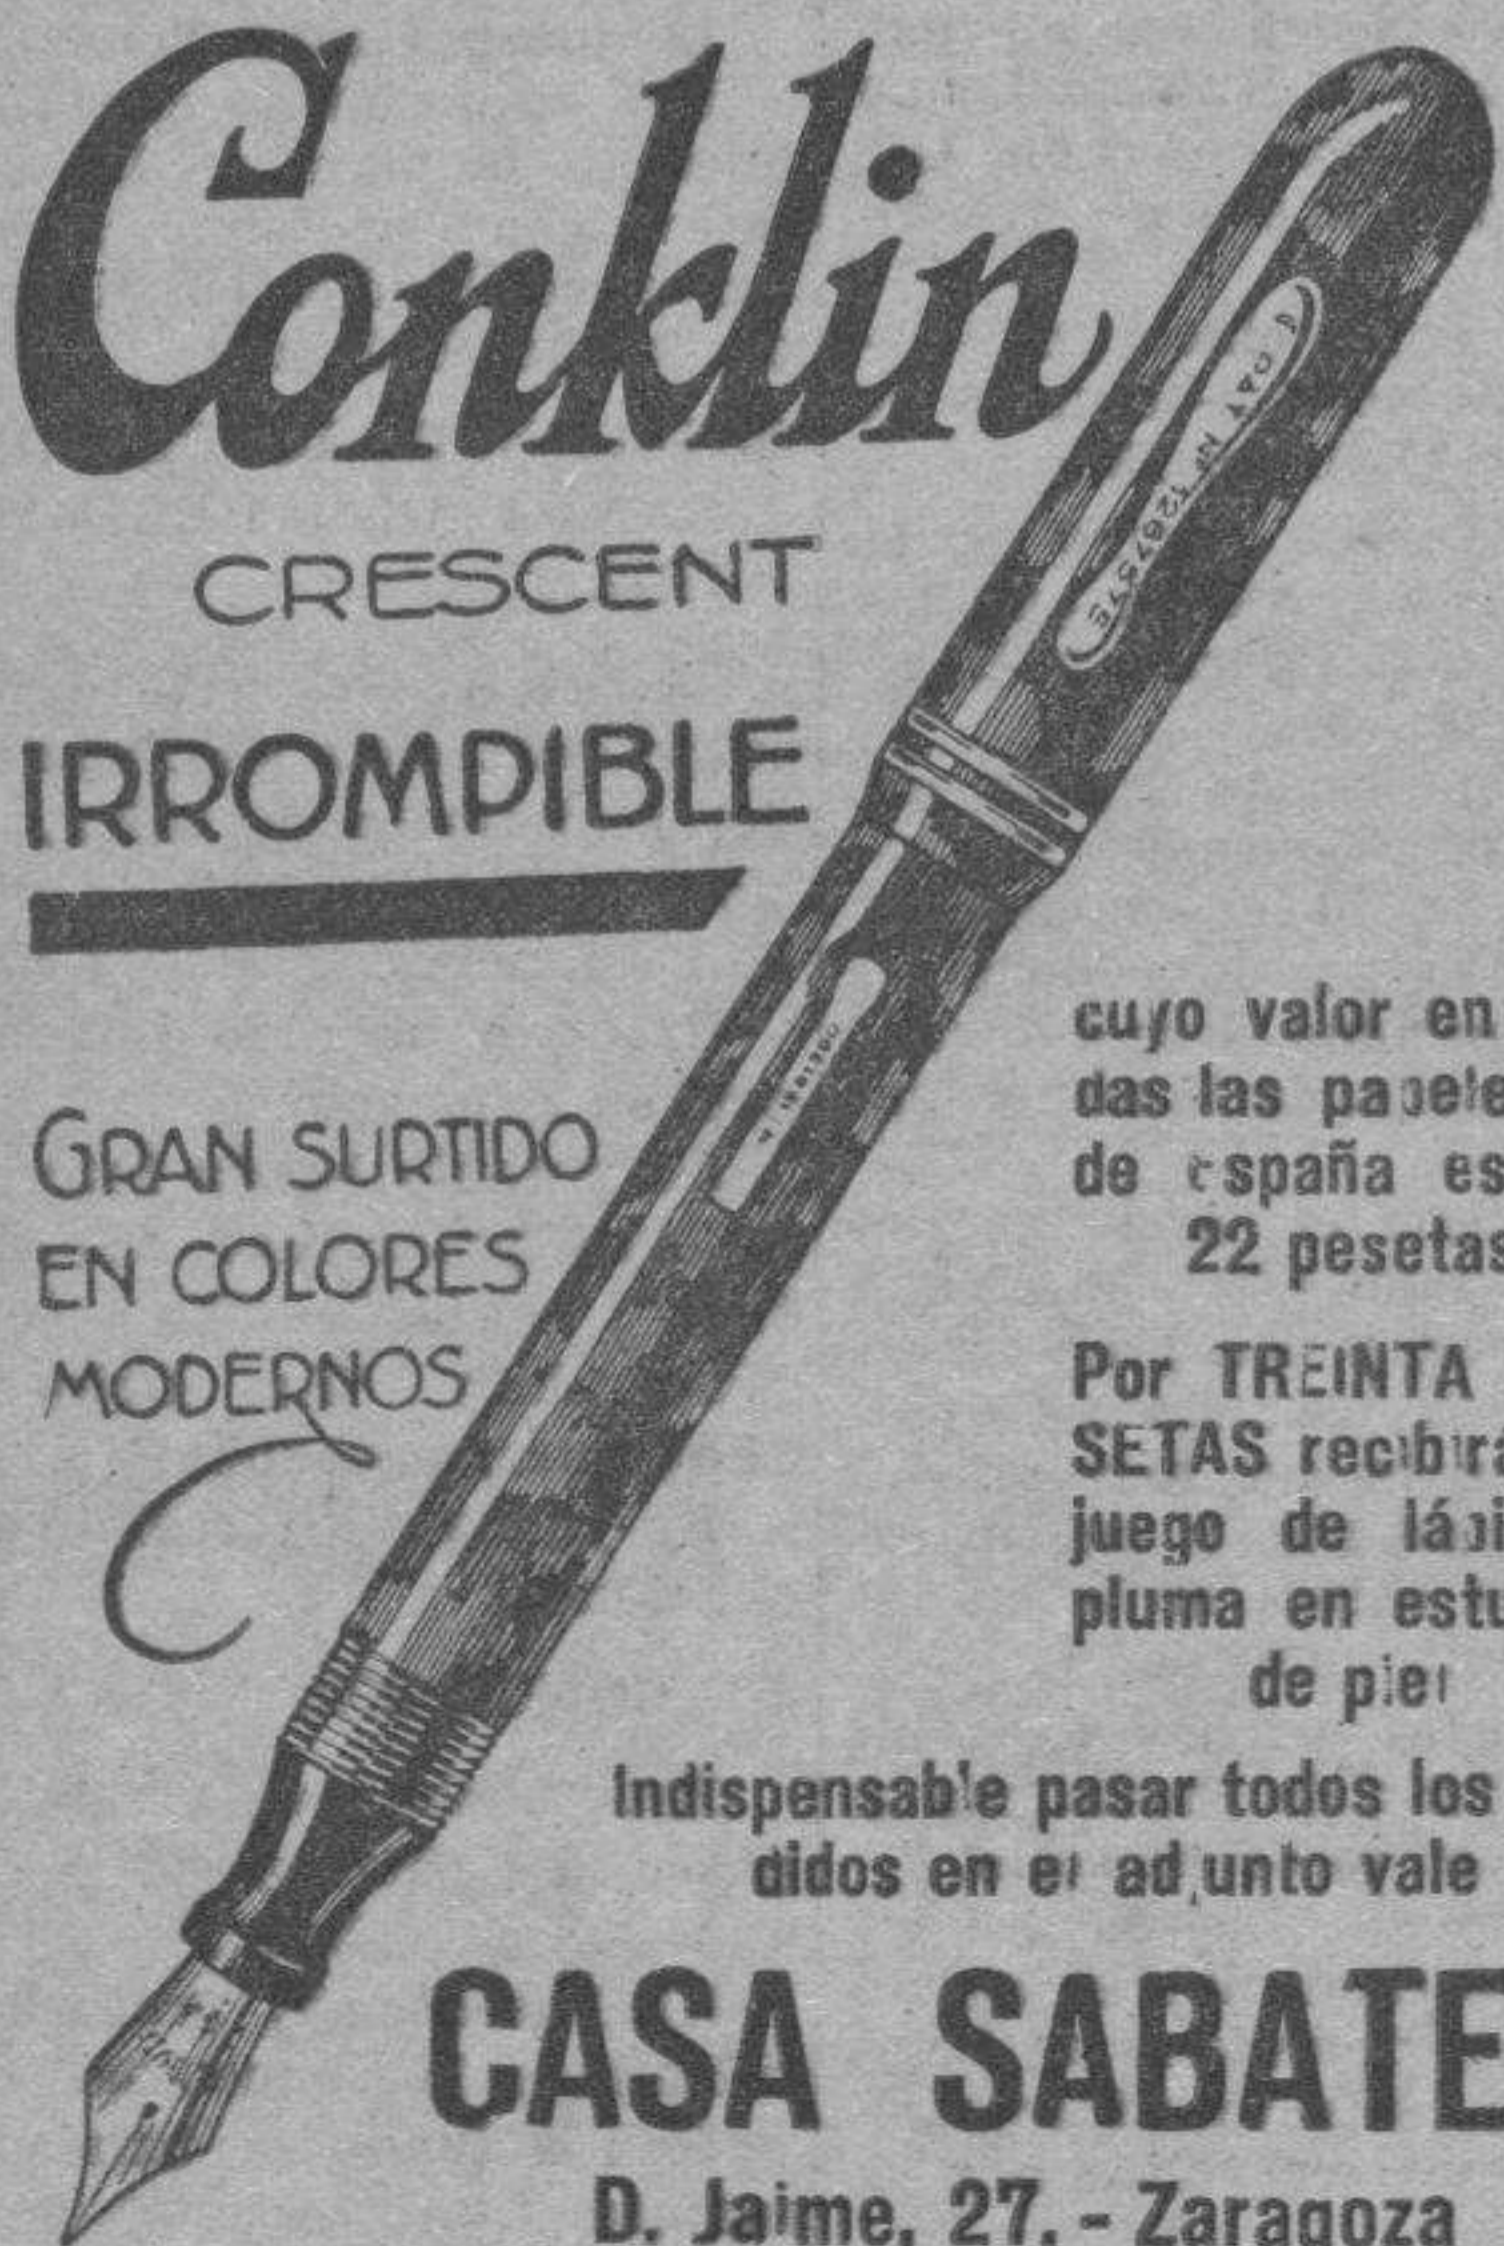 Conklin
CRESCENT
IRROMPIBLE
GRAN SURTIDO
EN COLORES
MODERNOS
cuyo valor en
das las papele
de España es
22 pesetas
Por TREINTA
SETAS recibirá
juego de lápi
pluma en estu
de piel
Indispensable pasar todos los
didos en el adjunto vale
CASA SABATE
D. Jaime, 27. - Zaragoza